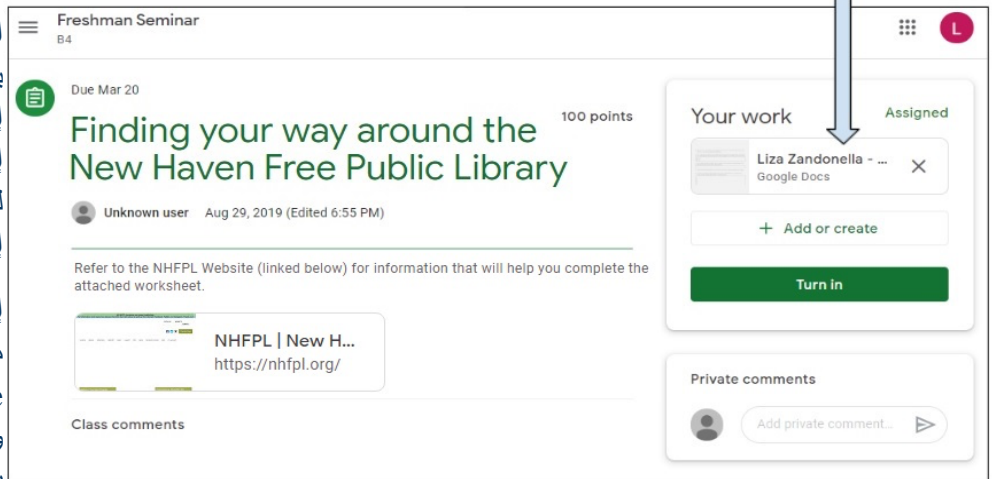 Freshman Seminar
B4
L
Due Mar 20
Finding your way around the
New Haven Free Public Library
100 points
Unknown user Aug 29, 2019 (Edited 6:55 PM)
Refer to the NHFPL Website (linked below) for information that will help you complete the
attached worksheet.
NHFPL | New H...
https://nhfpl.org/
Class comments
Your work
Assigned
Liza Zandonella - ...
Google Docs
+ Add or create
Turn in
Private comments
Add private comment...